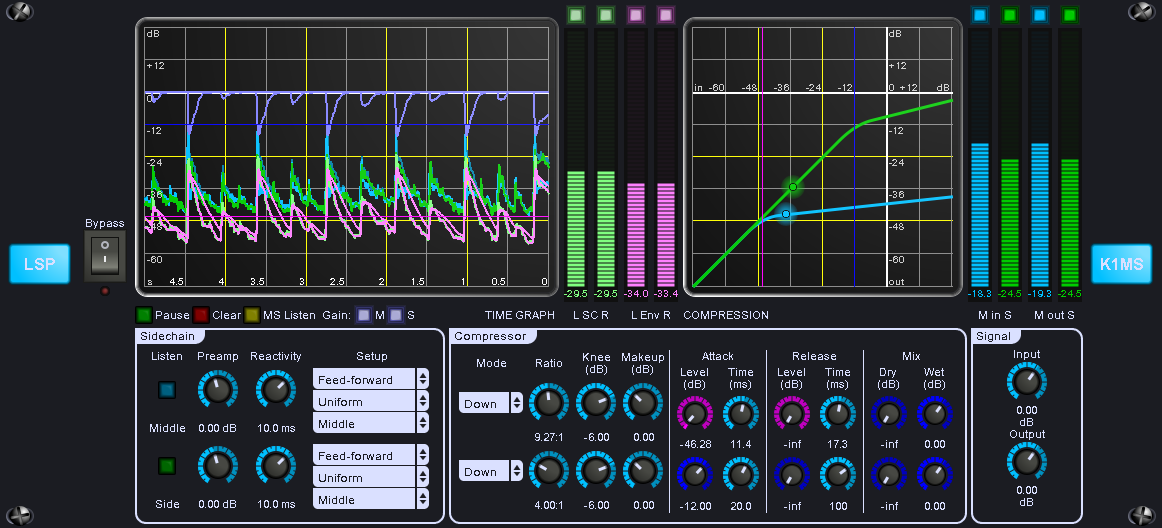 dB
+12
0
-12
-24
-36
-48
-60
s 4.5 4 3.5 3 2.5 2 1.5 1 0.5 0
dB
+12
in -60 -48 -36 -24 -12 0 +12 dB
-12
-24
-36
-48
-60
out
Bypass
LSP
K1MS
-29.5 -29.5 -34.0 -33.4
-18.3 -24.5 -19.3 -24.5
Pause Clear MS Listen Gain: M S
TIME GRAPH L SC R L Env R COMPRESSION
M in S M out S
Sidechain
Listen Preamp Reactivity Setup
Feed-forward
Uniform
Middle
Middle 0.00 dB 10.0 ms
Feed-forward
Uniform
Middle
Side 0.00 dB 10.0 ms
Compressor
Mode Ratio Knee (dB) Makeup (dB)
Attack
Level (dB) Time (ms)
Release
Level (dB) Time (ms)
Mix
Dry (dB) Wet (dB)
Down
9.27:1 -6.00 0.00 -46.28 11.4 -inf 17.3 -inf 0.00
Down
4.00:1 -6.00 0.00 -12.00 20.0 -inf 100 -inf 0.00
Signal
Input
0.00
dB
Output
0.00
dB